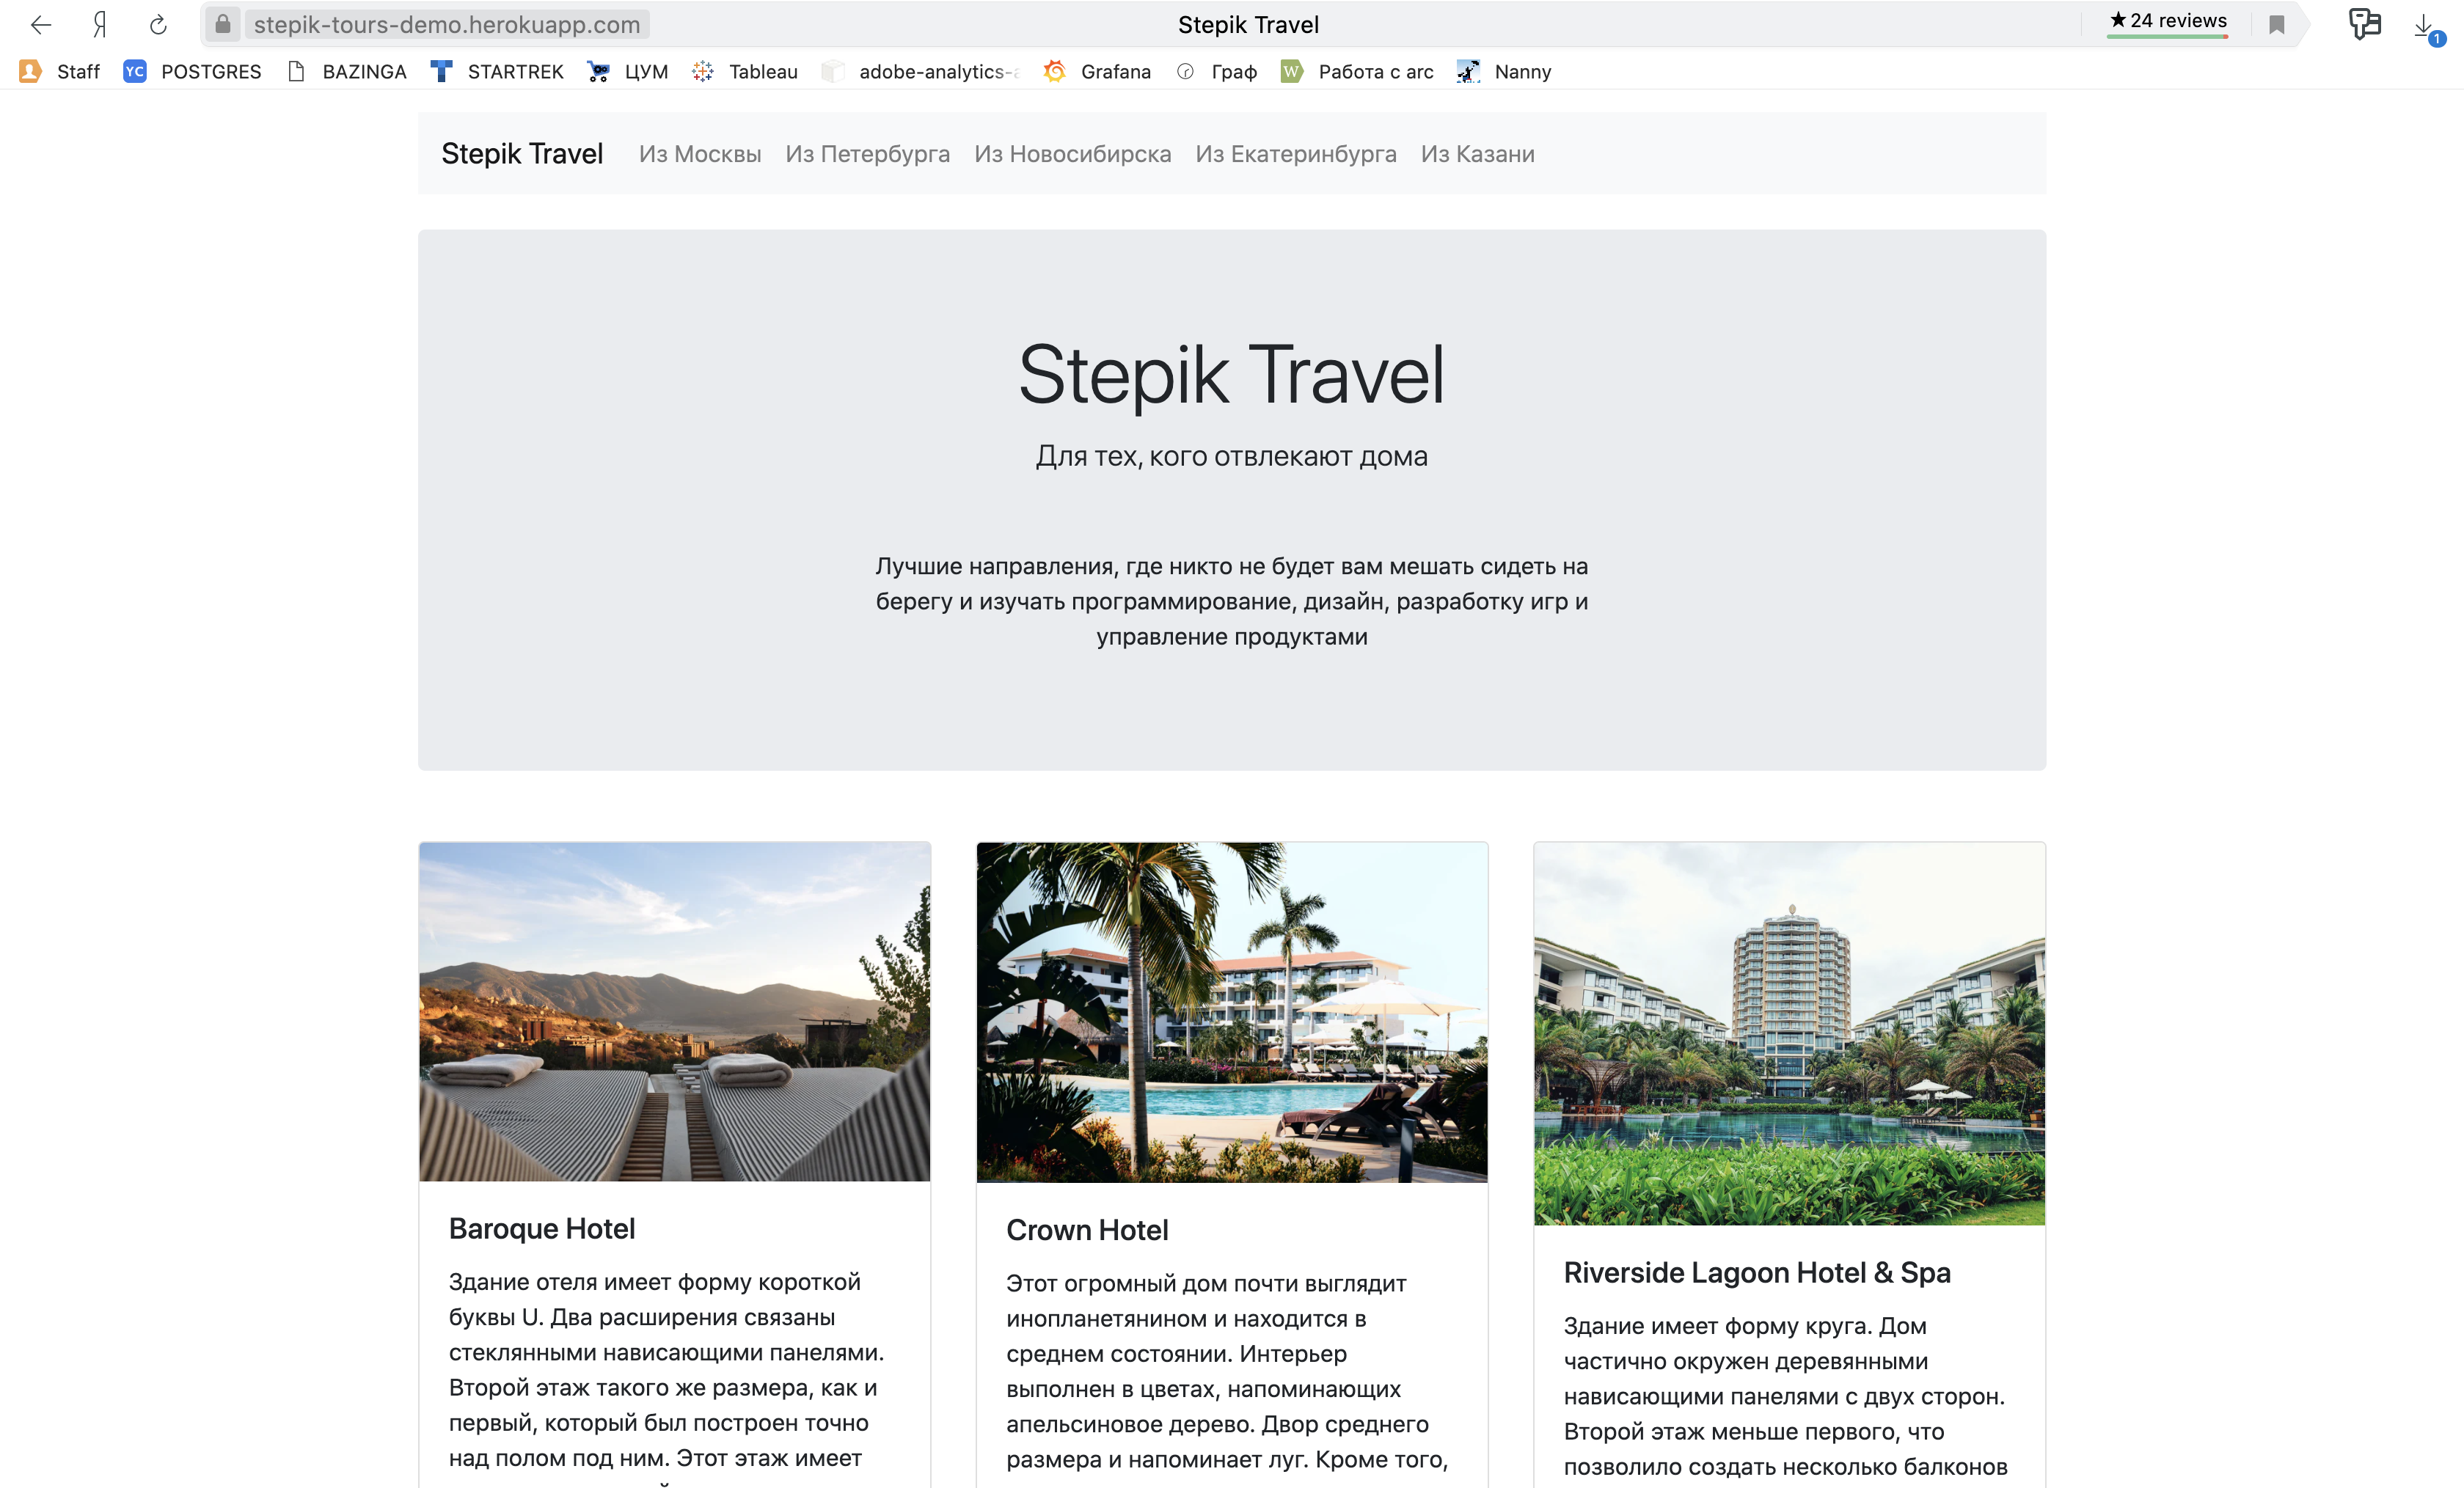 stepik-tours-demo.herokuapp.com Stepik Travel ★ 24 reviews
1
Staff YC POSTGRES BAZINGA STARTREK ЦУМ Tableau adobe-analytics- Grafana Граф W Работа с arc Nanny
Stepik Travel Из Москвы Из Петербурга Из Новосибирска Из Екатеринбурга Из Казани
Stepik Travel
Для тех, кого отвлекают дома
Лучшие направления, где никто не будет вам мешать сидеть на
берегу и изучать программирование, дизайн, разработку игр и
управление продуктами
Baroque Hotel
Здание отеля имеет форму короткой
буквы U. Два расширения связаны
стеклянными нависающими панелями.
Второй этаж такого же размера, как и
первый, который был построен точно
над полом под ним. Этот этаж имеет
Crown Hotel
Этот огромный дом почти выглядит
инопланетянином и находится в
среднем состоянии. Интерьер
выполнен в цветах, напоминающих
апельсиновое дерево. Двор среднего
размера и напоминает луг. Кроме того,
Riverside Lagoon Hotel & Spa
Здание имеет форму круга. Дом
частично окружен деревянными
нависающими панелями с двух сторон.
Второй этаж меньше первого, что
позволило создать несколько балконов